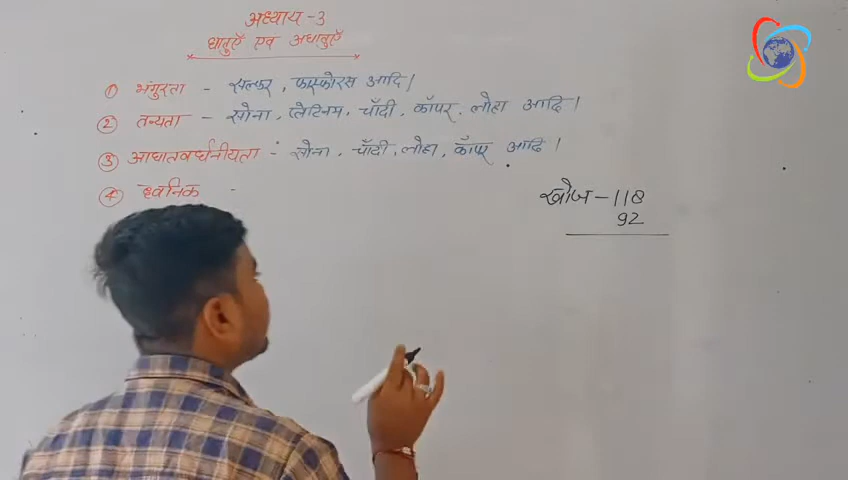 अध्याय -3
धातुएँ एवं अधातुएँ
① भंगुरता - सल्फर, फास्फोरस आदि।
② तन्यता - सोना, प्लेटिनम, चाँदी, कॉपर, लोहा आदि।
③ आघातवर्धनीयता - सोना, चाँदी, लोहा, कॉपर आदि।
④ ध्वनिक -
खोज - 118
92